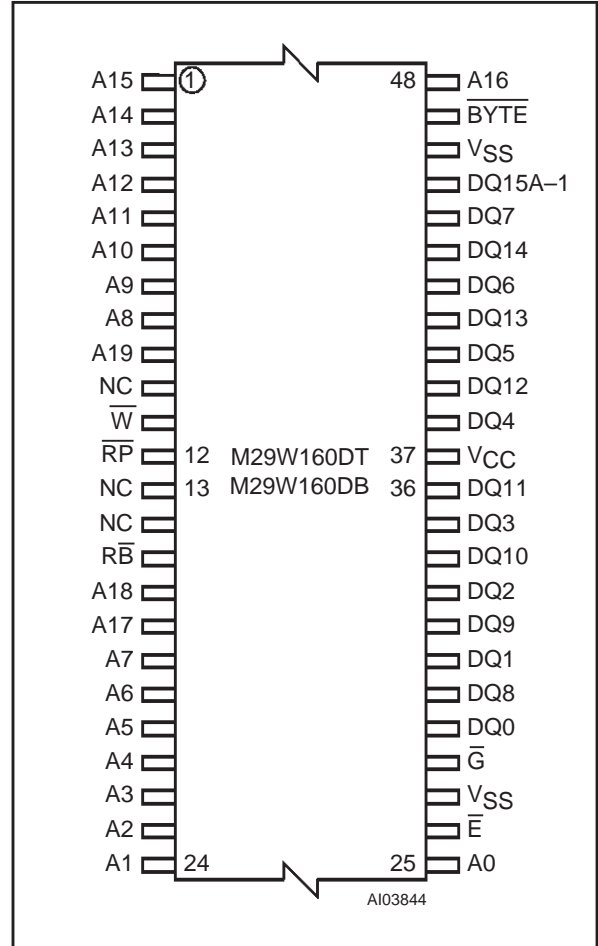 A15 1 48 A16
A14 B̅Y̅T̅E̅
A13 VSS
A12 DQ15A–1
A11 DQ7
A10 DQ14
A9 DQ6
A8 DQ13
A19 DQ5
NC DQ12
W̅ DQ4
R̅P̅ 12 M29W160DT 37 VCC
NC 13 M29W160DB 36 DQ11
NC DQ3
RB̅ DQ10
A18 DQ2
A17 DQ9
A7 DQ1
A6 DQ8
A5 DQ0
A4 G̅
A3 VSS
A2 E̅
A1 24 25 A0
AI03844